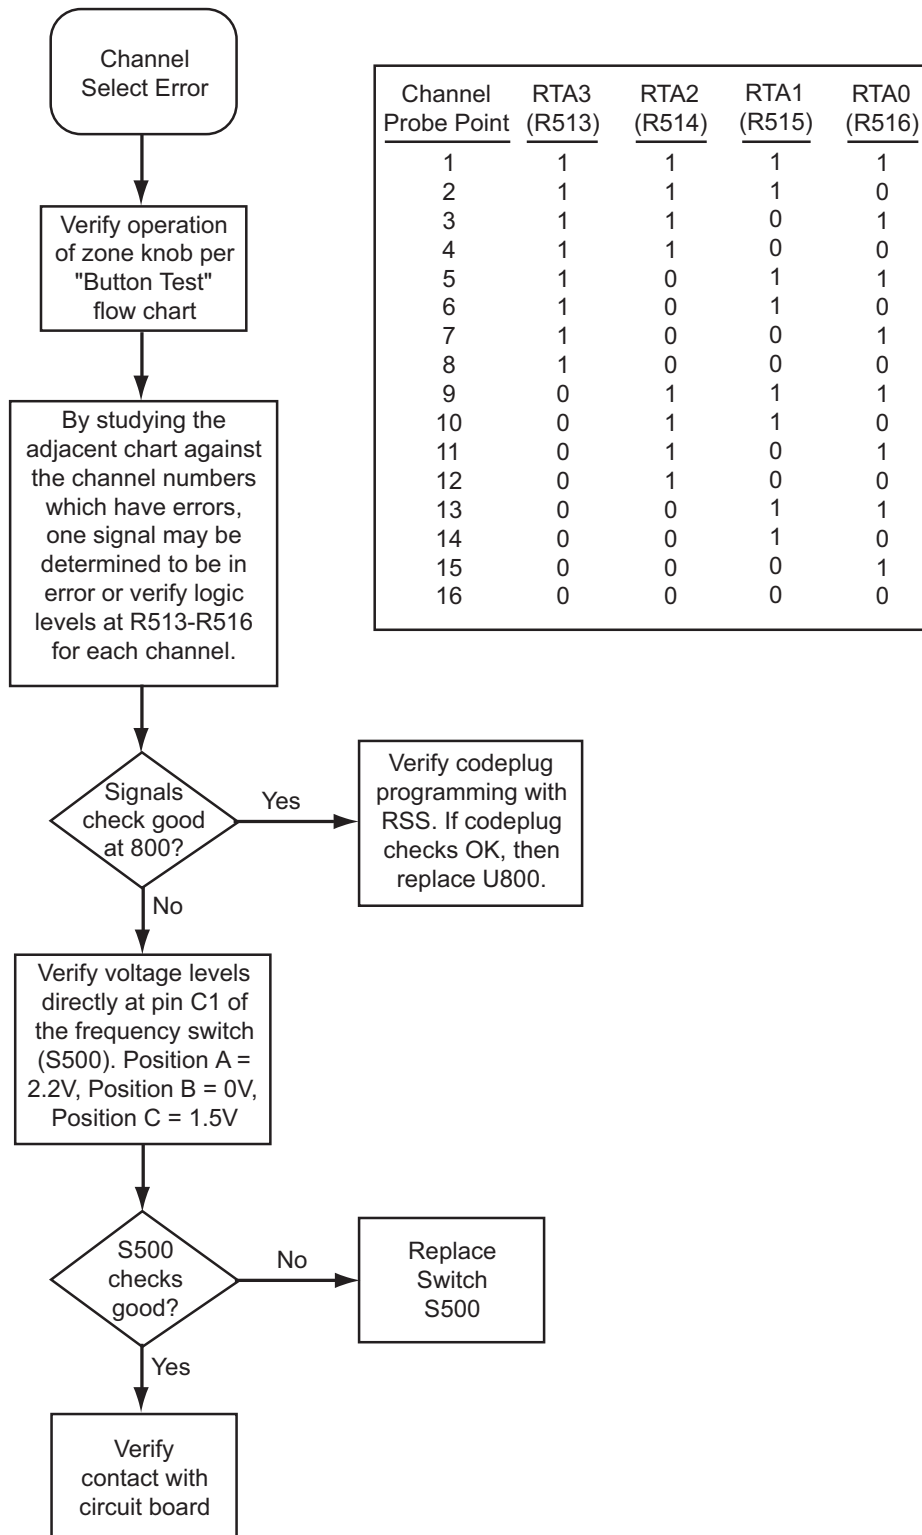 Channel
Select Error
Verify operation
of zone knob per
"Button Test"
flow chart
By studying the
adjacent chart against
the channel numbers
which have errors,
one signal may be
determined to be in
error or verify logic
levels at R513-R516
for each channel.
Signals
check good
at 800?
Yes
Verify codeplug
programming with
RSS. If codeplug
checks OK, then
replace U800.
No
Verify voltage levels
directly at pin C1 of
the frequency switch
(S500). Position A =
2.2V, Position B = 0V,
Position C = 1.5V
S500
checks
good?
No
Replace
Switch
S500
Yes
Verify
contact with
circuit board
Channel RTA3 RTA2 RTA1 RTA0
Probe Point (R513) (R514) (R515) (R516)
1 1 1 1 1
2 1 1 1 0
3 1 1 0 1
4 1 1 0 0
5 1 0 1 1
6 1 0 1 0
7 1 0 0 1
8 1 0 0 0
9 0 1 1 1
10 0 1 1 0
11 0 1 0 1
12 0 1 0 0
13 0 0 1 1
14 0 0 1 0
15 0 0 0 1
16 0 0 0 0